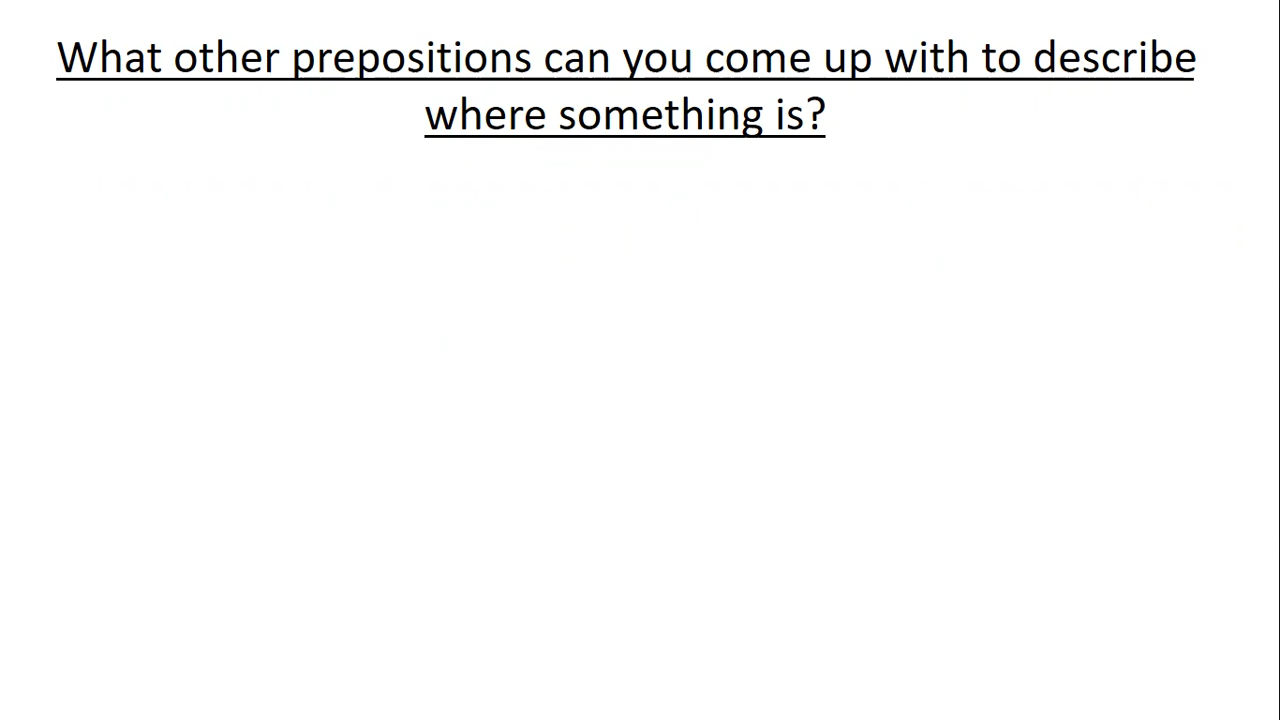 What other prepositions can you come up with to describe
where something is?